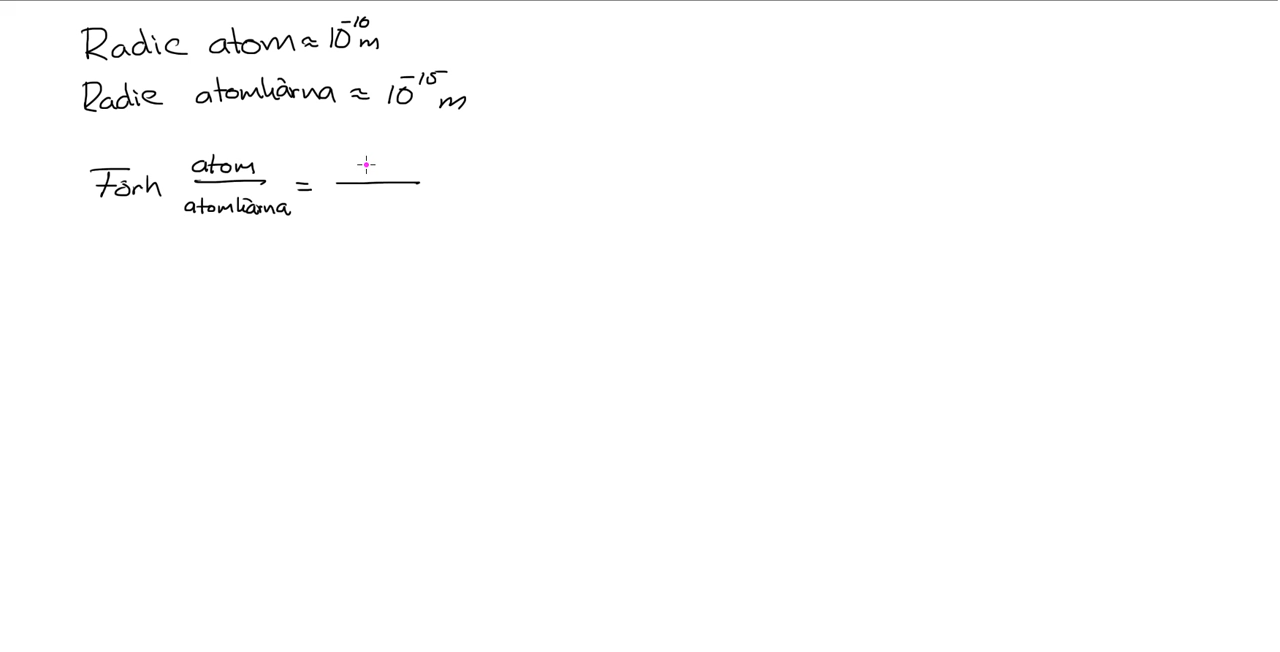 Radie atom ≈ 10⁻¹⁰ m
Radie atomkärna ≈ 10⁻¹⁵ m
Förh atom/atomkärna =